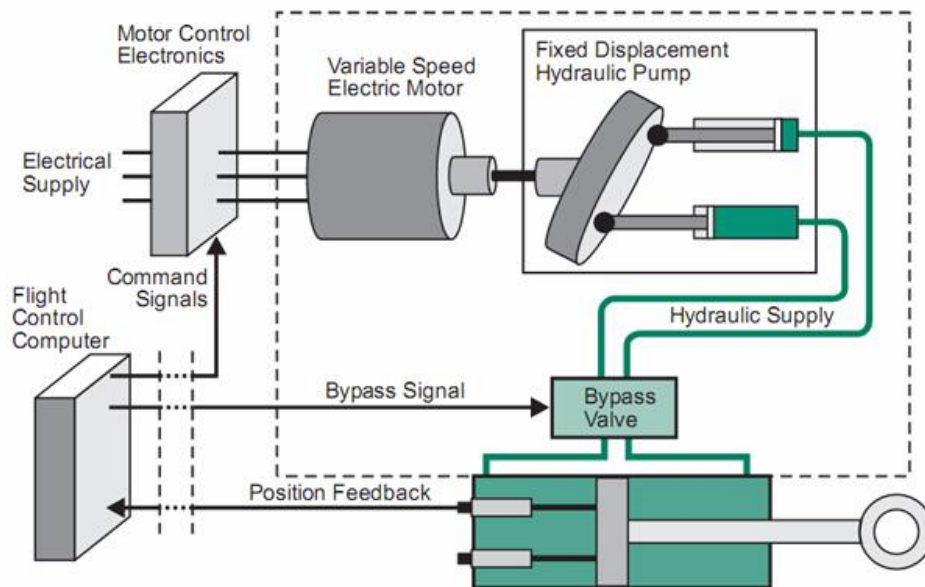 Motor Control
Electronics
Variable Speed
Electric Motor
Fixed Displacement
Hydraulic Pump
Electrical
Supply
Command
Signals
Flight
Control
Computer
Hydraulic Supply
Bypass Signal
Bypass
Valve
Position Feedback